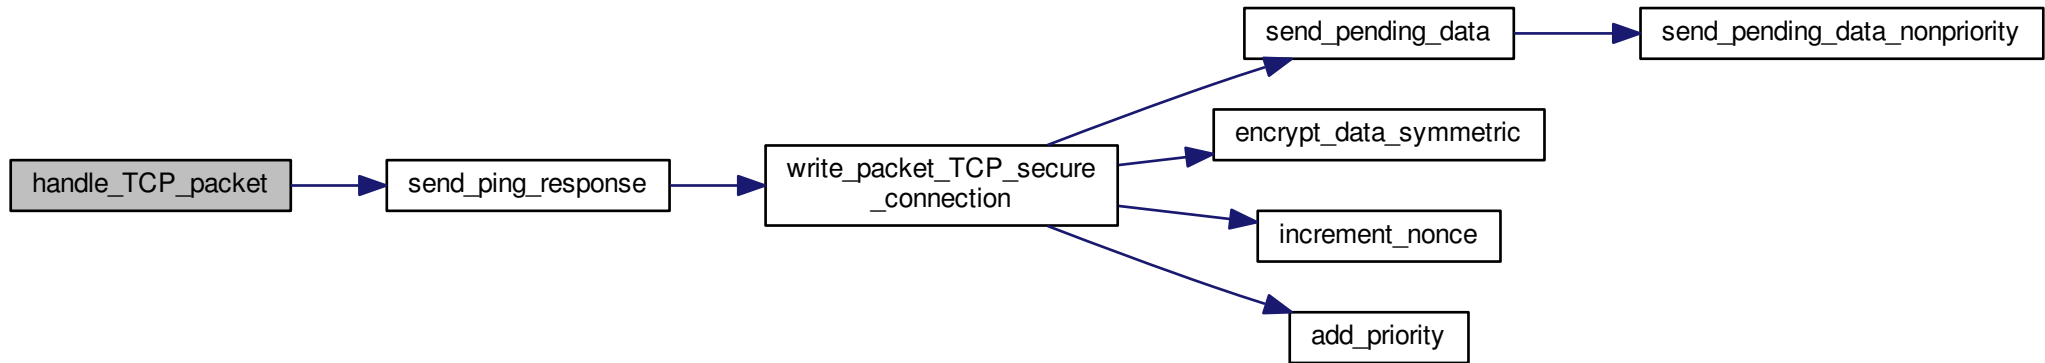 handle_TCP_packet
send_ping_response
write_packet_TCP_secure
_connection
send_pending_data
send_pending_data_nonpriority
encrypt_data_symmetric
increment_nonce
add_priority